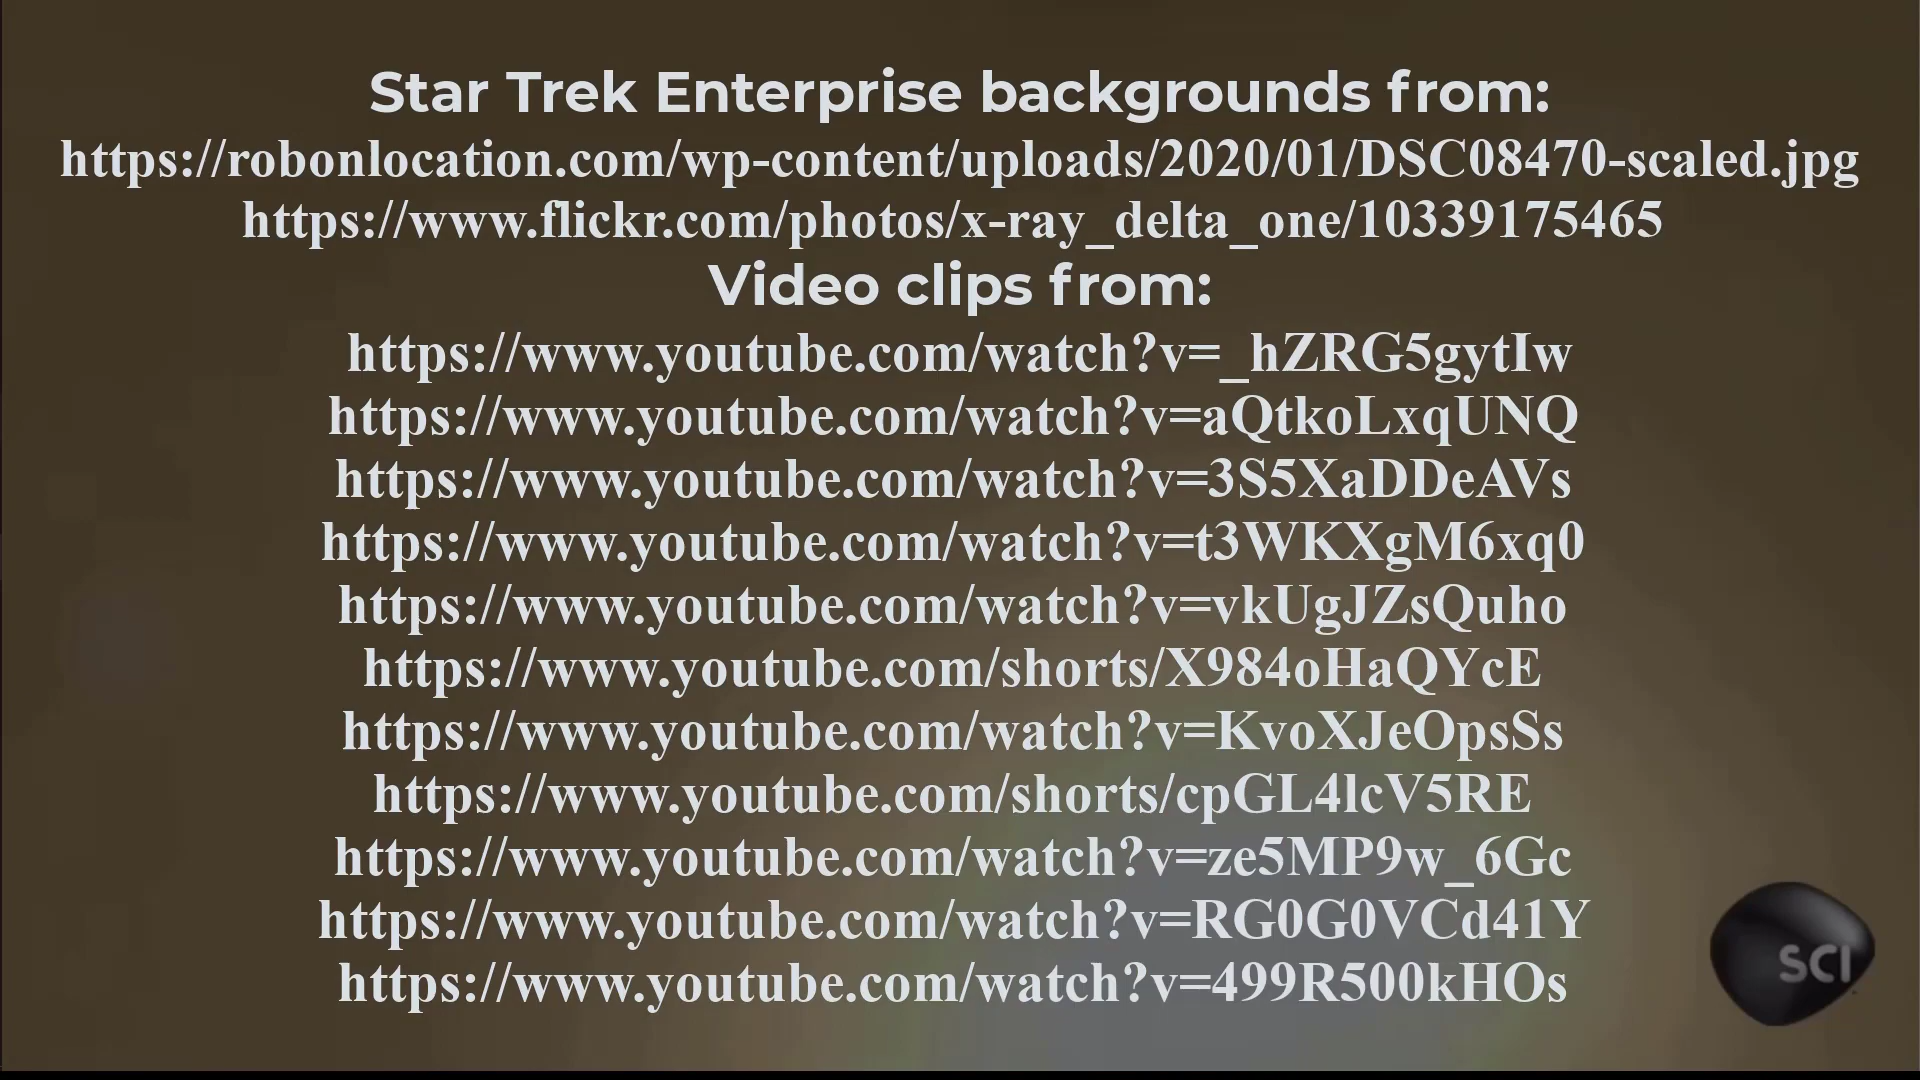 Star Trek Enterprise backgrounds from:
https://robonlocation.com/wp-content/uploads/2020/01/DSC08470-scaled.jpg
https://www.flickr.com/photos/x-ray_delta_one/10339175465
Video clips from:
https://www.youtube.com/watch?v=_hZRG5gytIw
https://www.youtube.com/watch?v=aQtkoLxqUNQ
https://www.youtube.com/watch?v=3S5XaDDeAVs
https://www.youtube.com/watch?v=t3WKXgM6xq0
https://www.youtube.com/watch?v=vkUgJZsQuho
https://www.youtube.com/shorts/X984oHaQYcE
https://www.youtube.com/watch?v=KvoXJeOpsSs
https://www.youtube.com/shorts/cpGL4lcV5RE
https://www.youtube.com/watch?v=ze5MP9w_6Gc
https://www.youtube.com/watch?v=RG0G0VCd41Y
https://www.youtube.com/watch?v=499R500kHOs
SCI